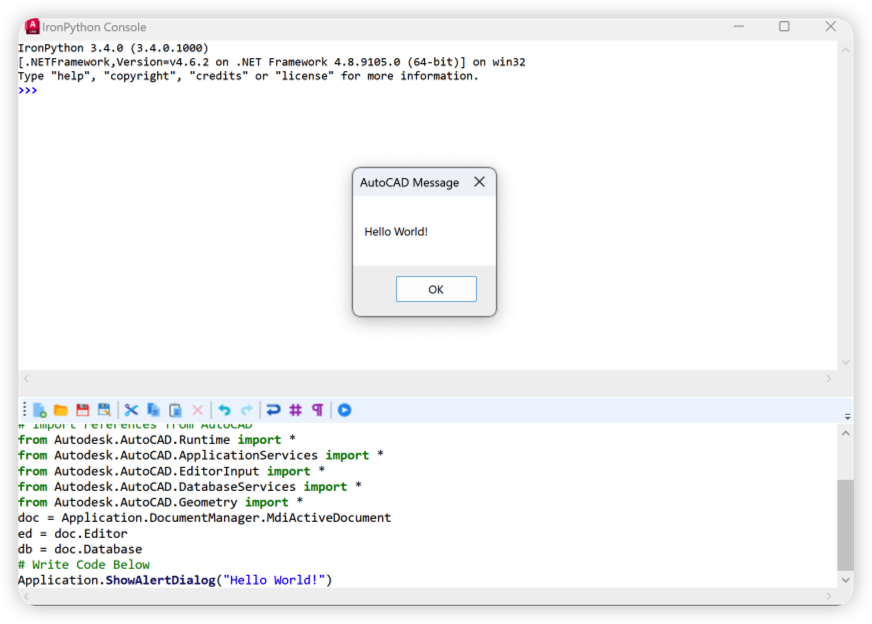 IronPython Console
IronPython 3.4.0 (3.4.0.1000)
[.NETFramework,Version=v4.6.2 on .NET Framework 4.8.9105.0 (64-bit)] on win32
Type "help", "copyright", "credits" or "license" for more information.
>>>
AutoCAD Message
Hello World!
OK
# Import references from AutoCAD
from Autodesk.AutoCAD.Runtime import *
from Autodesk.AutoCAD.ApplicationServices import *
from Autodesk.AutoCAD.EditorInput import *
from Autodesk.AutoCAD.DatabaseServices import *
from Autodesk.AutoCAD.Geometry import *
doc = Application.DocumentManager.MdiActiveDocument
ed = doc.Editor
db = doc.Database
# Write Code Below
Application.ShowAlertDialog("Hello World!")